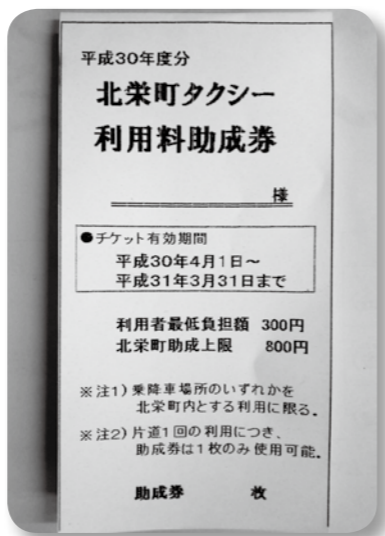 平成30年度分
北栄町タクシー
利用料助成券
様
●チケット有効期間
平成30年4月1日~
平成31年3月31日まで
利用者最低負担額 300円
北栄町助成上限 800円
※注1)乗降車場所のいずれかを
北栄町内とする利用に限る。
※注2)片道1回の利用につき、
助成券は1枚のみ使用可能。
助成券 枚